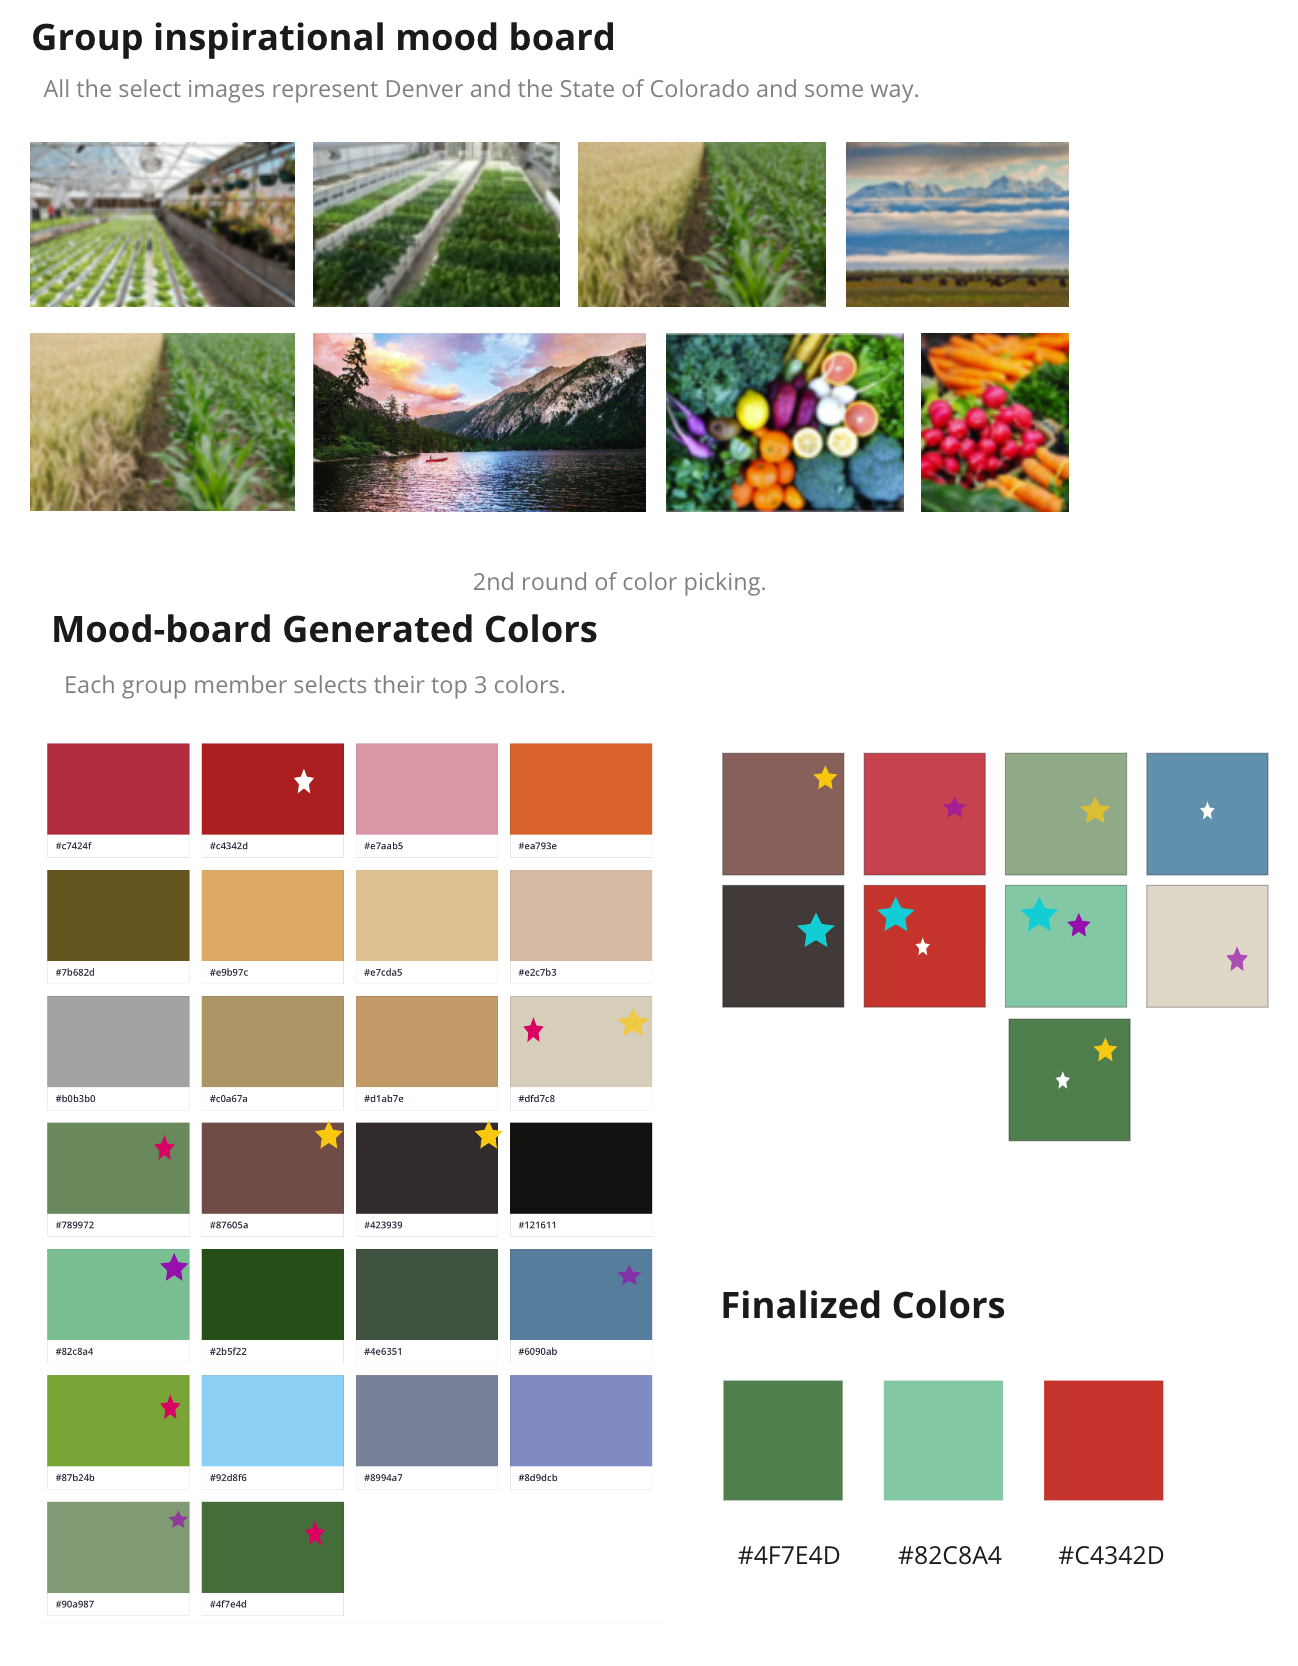 Group inspirational mood board
All the select images represent Denver and the State of Colorado and some way.
2nd round of color picking.
Mood-board Generated Colors
Each group member selects their top 3 colors.
#c7424f
#c4342d
#e7aab5
#ea793e
#7b682d
#e9b97c
#e7cda5
#e2c7b3
#b0b3b0
#c0a67a
#d1ab7e
#dfd7c8
#789972
#87605a
#423939
#121611
#82c8a4
#2b5f22
#4e6351
#6090ab
#87b24b
#92d8f6
#8994a7
#8d9dcb
#90a987
#4f7e4d
Finalized Colors
#4F7E4D
#82C8A4
#C4342D